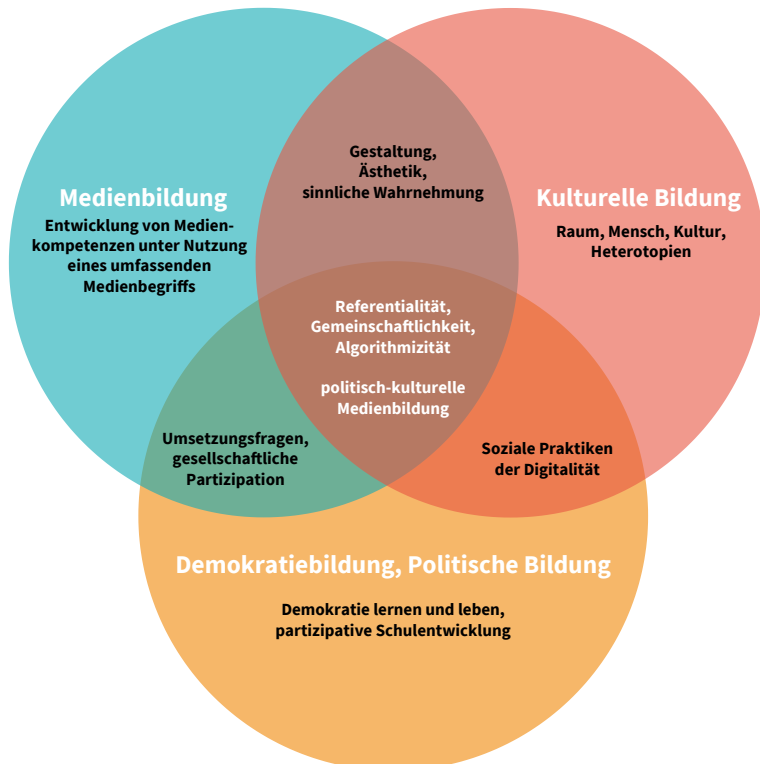 Gestaltung,
Ästhetik,
sinnliche Wahrnehmung
Medienbildung
Entwicklung von Medien-
kompetenzen unter Nutzung
eines umfassenden
Medienbegriffs
Kulturelle Bildung
Raum, Mensch, Kultur,
Heterotopien
Referentialität,
Gemeinschaftlichkeit,
Algorithmizität
politisch-kulturelle
Medienbildung
Umsetzungsfragen,
gesellschaftliche
Partizipation
Soziale Praktiken
der Digitalität
Demokratiebildung, Politische Bildung
Demokratie lernen und leben,
partizipative Schulentwicklung